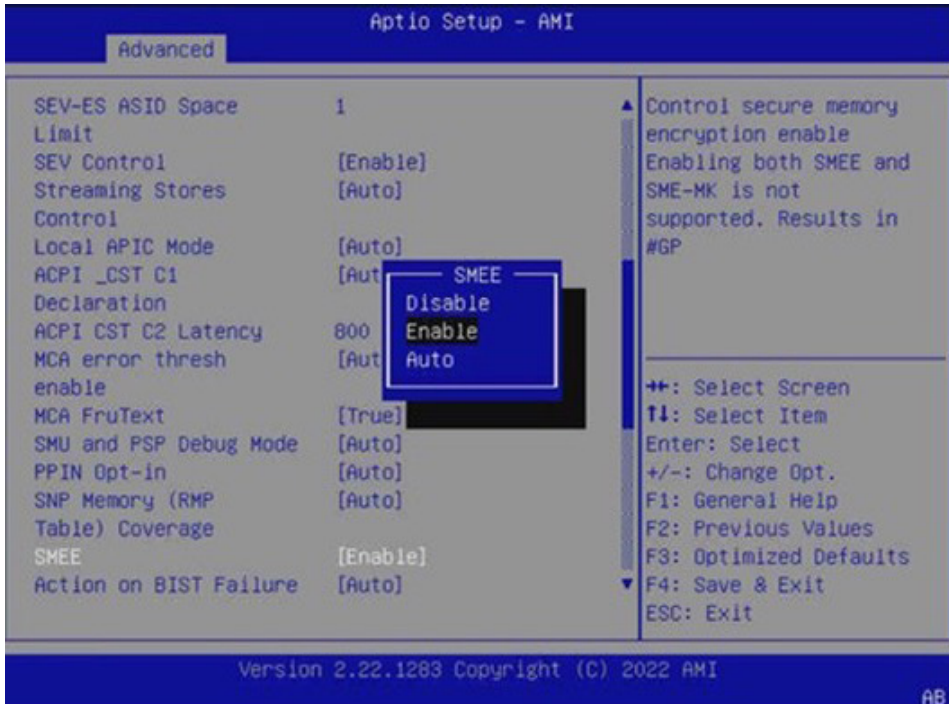 Aptio Setup - AMI
Advanced
SEV-ES ASID Space 1
Limit
SEV Control [Enable]
Streaming Stores [Auto]
Control
Local APIC Mode [Auto]
ACPI _CST C1 [Aut
Declaration
ACPI CST C2 Latency 800
MCA error thresh [Aut
enable
MCA FruText [True]
SMU and PSP Debug Mode [Auto]
PPIN Opt-in [Auto]
SNP Memory (RMP [Auto]
Table) Coverage
SMEE [Enable]
Action on BIST Failure [Auto]
SMEE
Disable
Enable
Auto
Control secure memory
encryption enable
Enabling both SMEE and
SME-MK is not
supported. Results in
#GP
→←: Select Screen
↑↓: Select Item
Enter: Select
+/-: Change Opt.
F1: General Help
F2: Previous Values
F3: Optimized Defaults
F4: Save & Exit
ESC: Exit
Version 2.22.1283 Copyright (C) 2022 AMI
AB